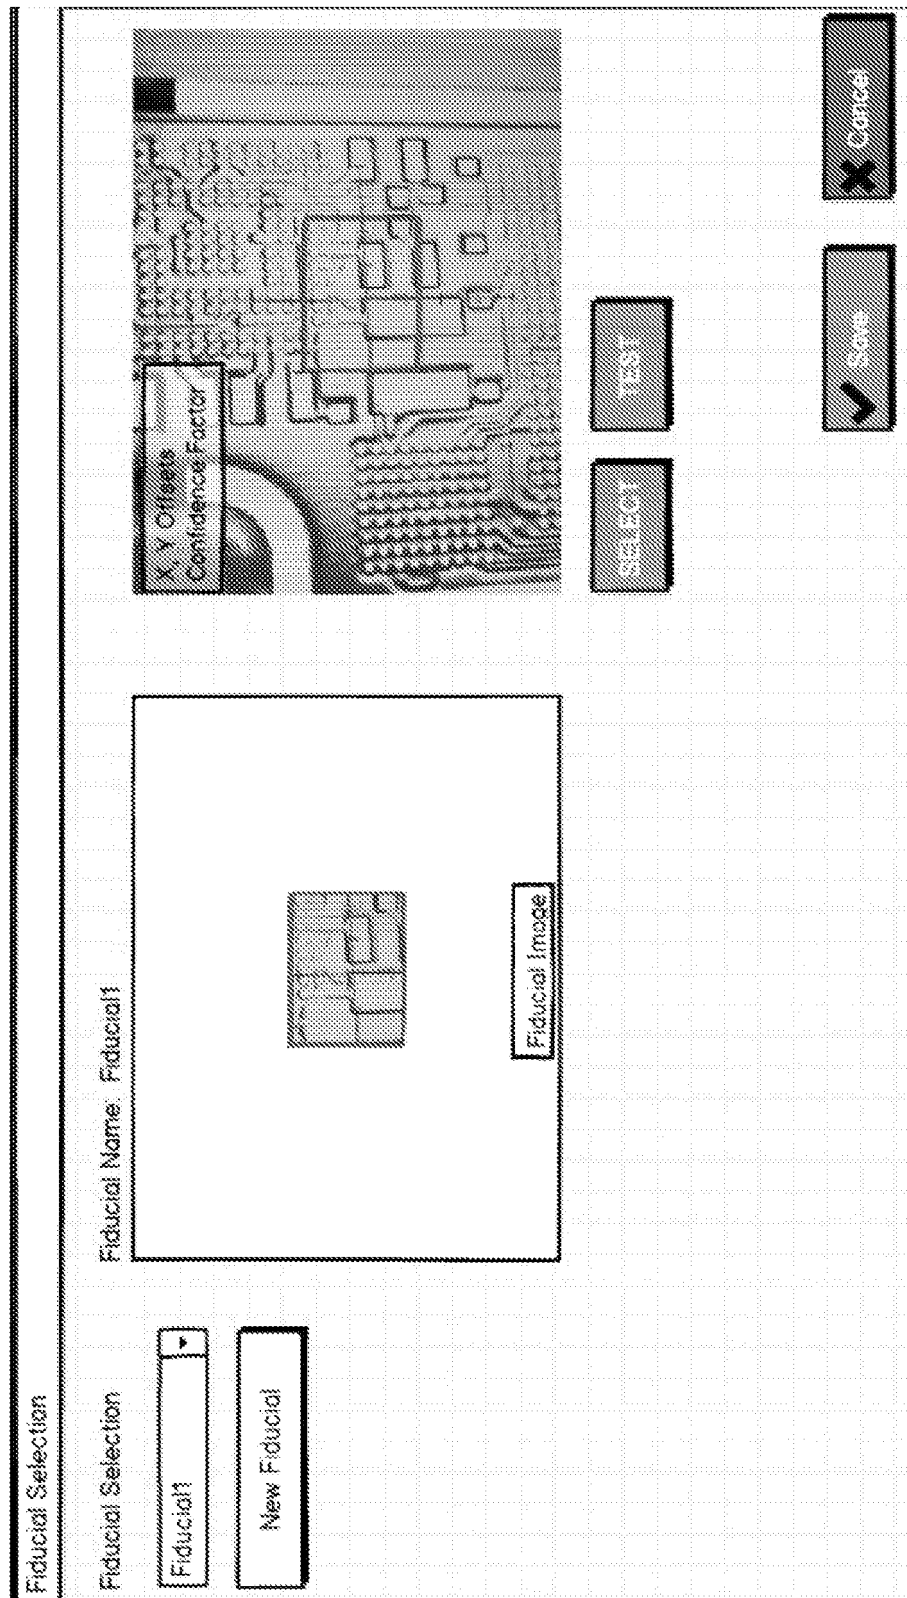 Fiducial Selection
Fiducial Selection
Fiducial1
New Fiducial
Fiducial Name: Fiducial1
Fiducial Image
X, Y Offsets
Confidence Factor
SELECT
TEST
Save
Cancel